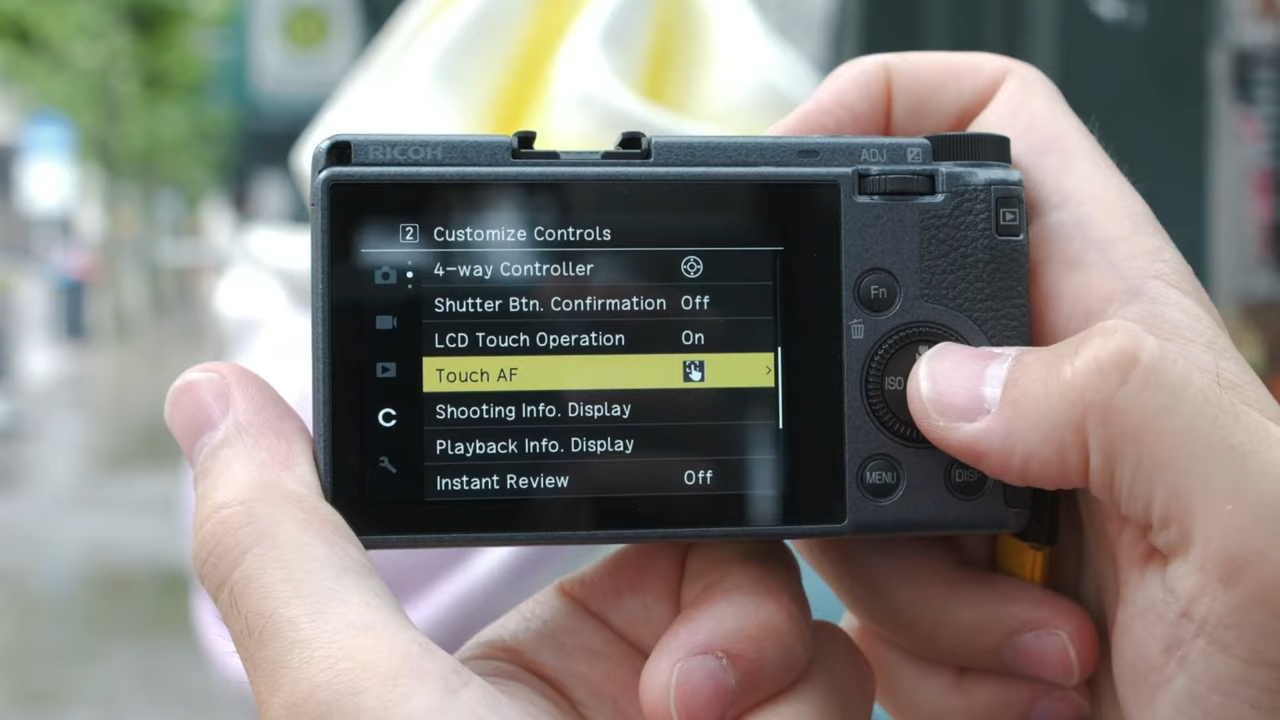 RICOH
ADJ
2 Customize Controls
4-way Controller
Shutter Btn. Confirmation Off
LCD Touch Operation On
Touch AF
Shooting Info. Display
Playback Info. Display
Instant Review Off
C
Fn
ISO
MENU
DISP